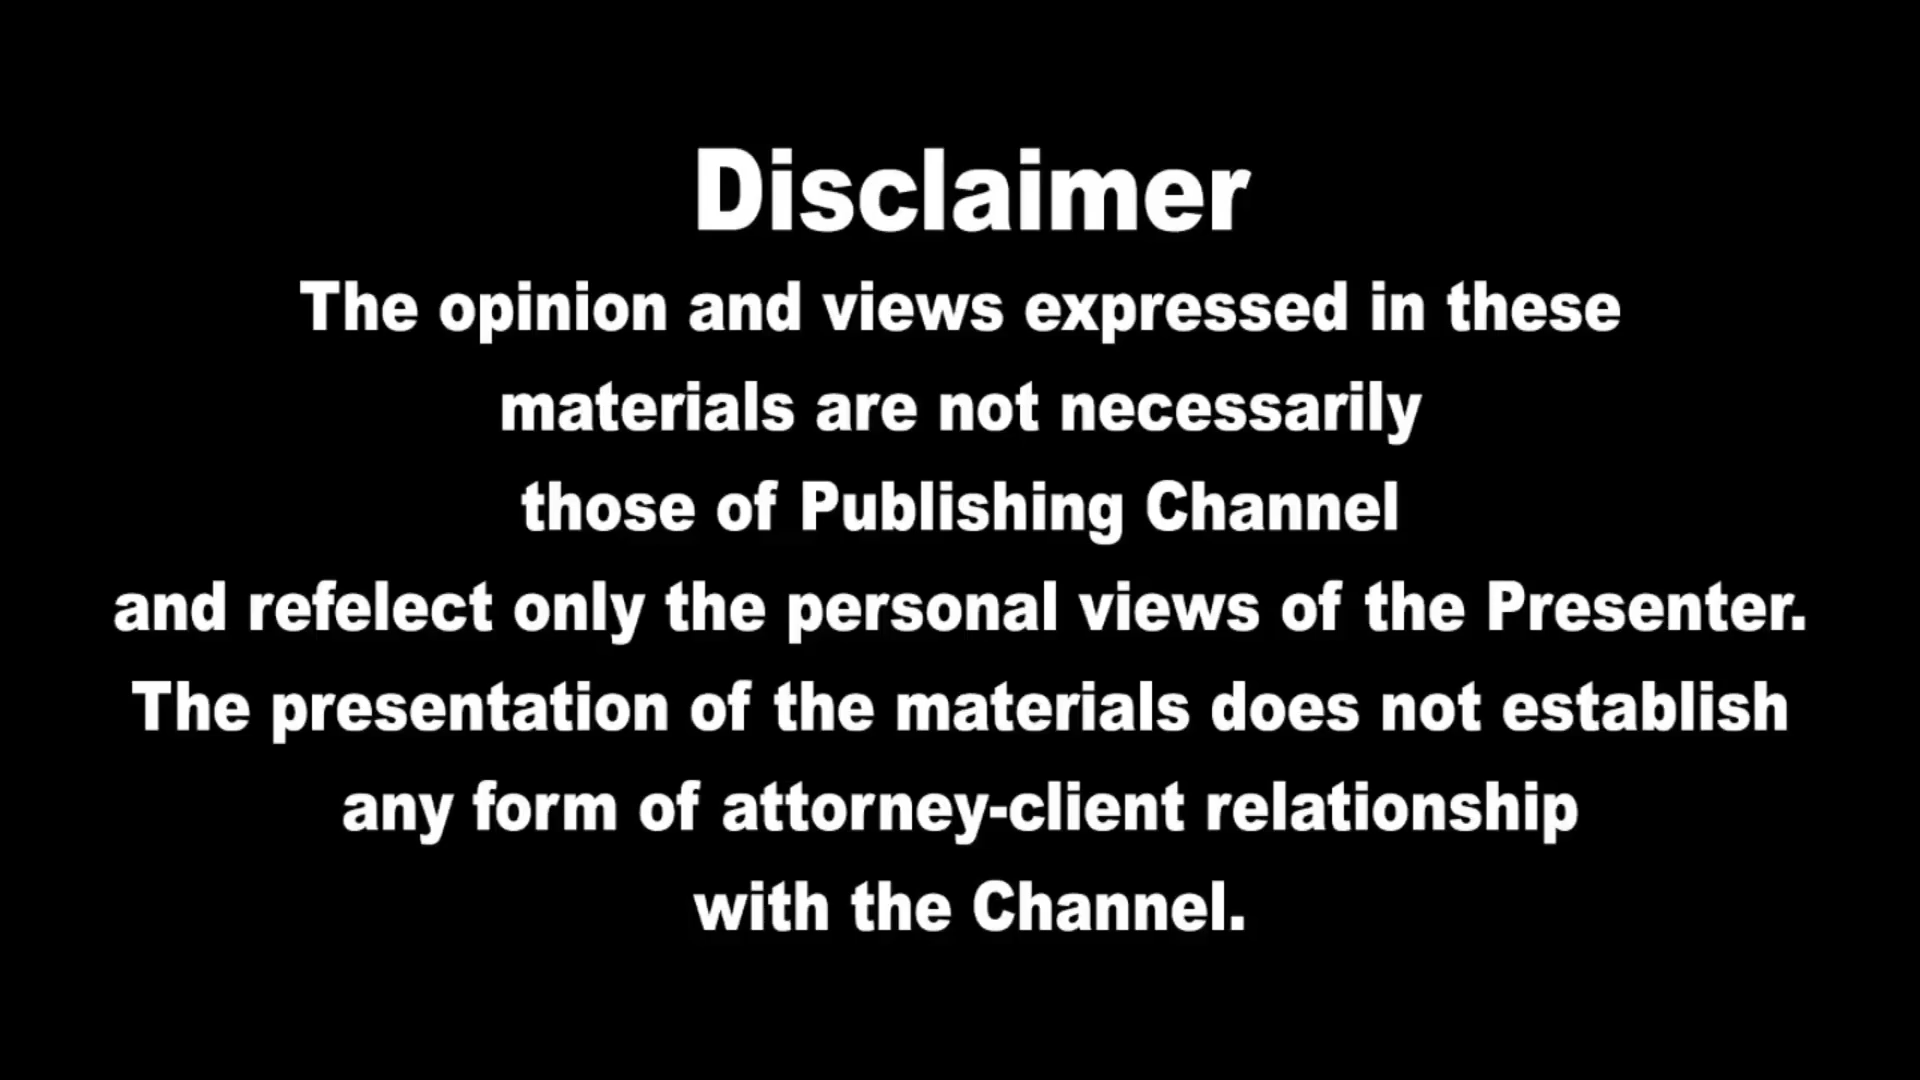 Disclaimer
The opinion and views expressed in these
materials are not necessarily
those of Publishing Channel
and refelect only the personal views of the Presenter.
The presentation of the materials does not establish
any form of attorney-client relationship
with the Channel.